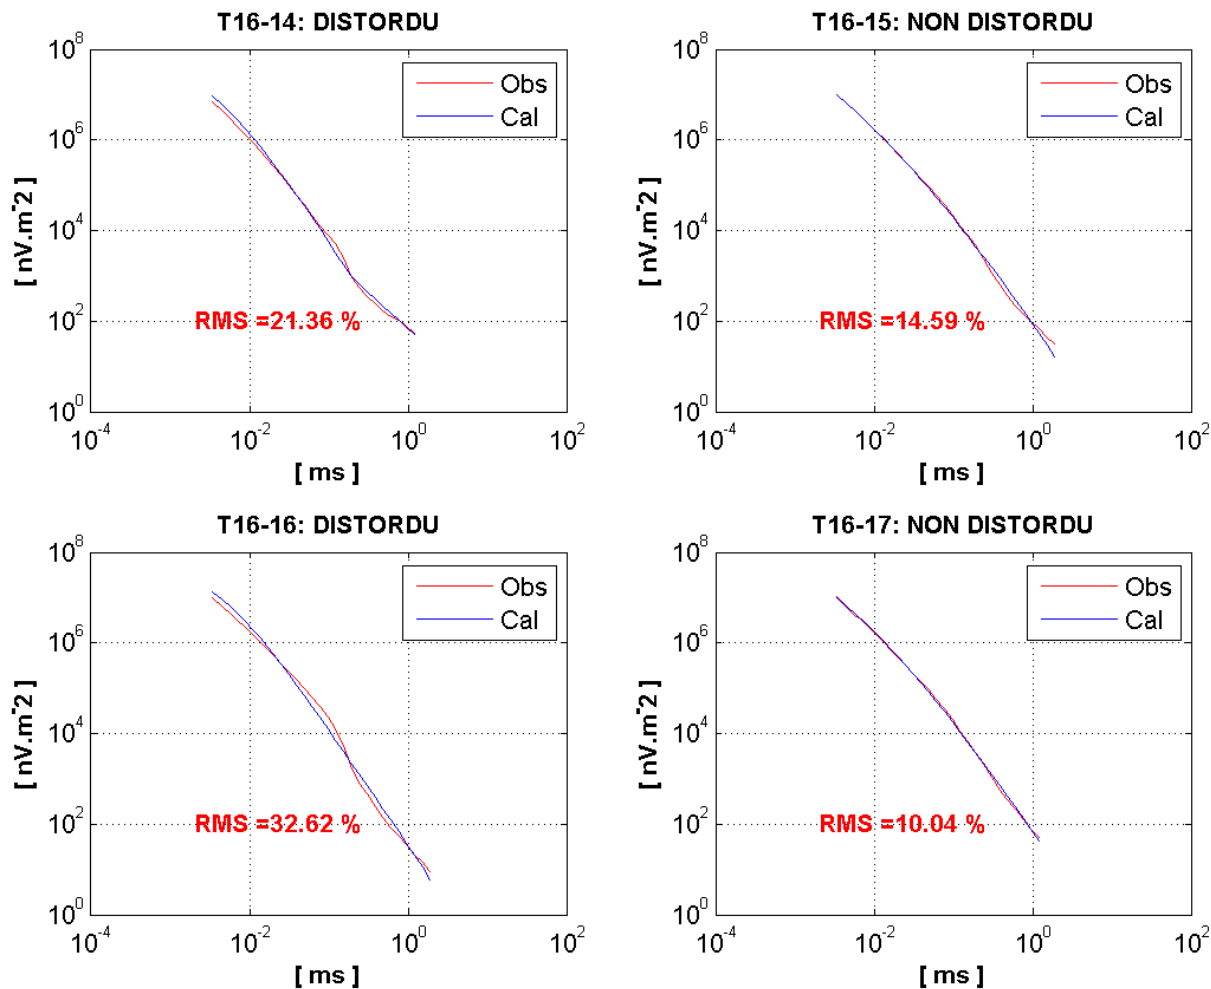 T16-14: DISTORDU
10^8
10^6
10^4
10^2
10^0
[ nV.m^-2 ]
Obs
Cal
RMS =21.36 %
10^-4
10^-2
10^0
10^2
[ ms ]
T16-15: NON DISTORDU
10^8
10^6
10^4
10^2
10^0
[ nV.m^-2 ]
Obs
Cal
RMS =14.59 %
10^-4
10^-2
10^0
10^2
[ ms ]
T16-16: DISTORDU
10^8
10^6
10^4
10^2
10^0
[ nV.m^-2 ]
Obs
Cal
RMS =32.62 %
10^-4
10^-2
10^0
10^2
[ ms ]
T16-17: NON DISTORDU
10^8
10^6
10^4
10^2
10^0
[ nV.m^-2 ]
Obs
Cal
RMS =10.04 %
10^-4
10^-2
10^0
10^2
[ ms ]